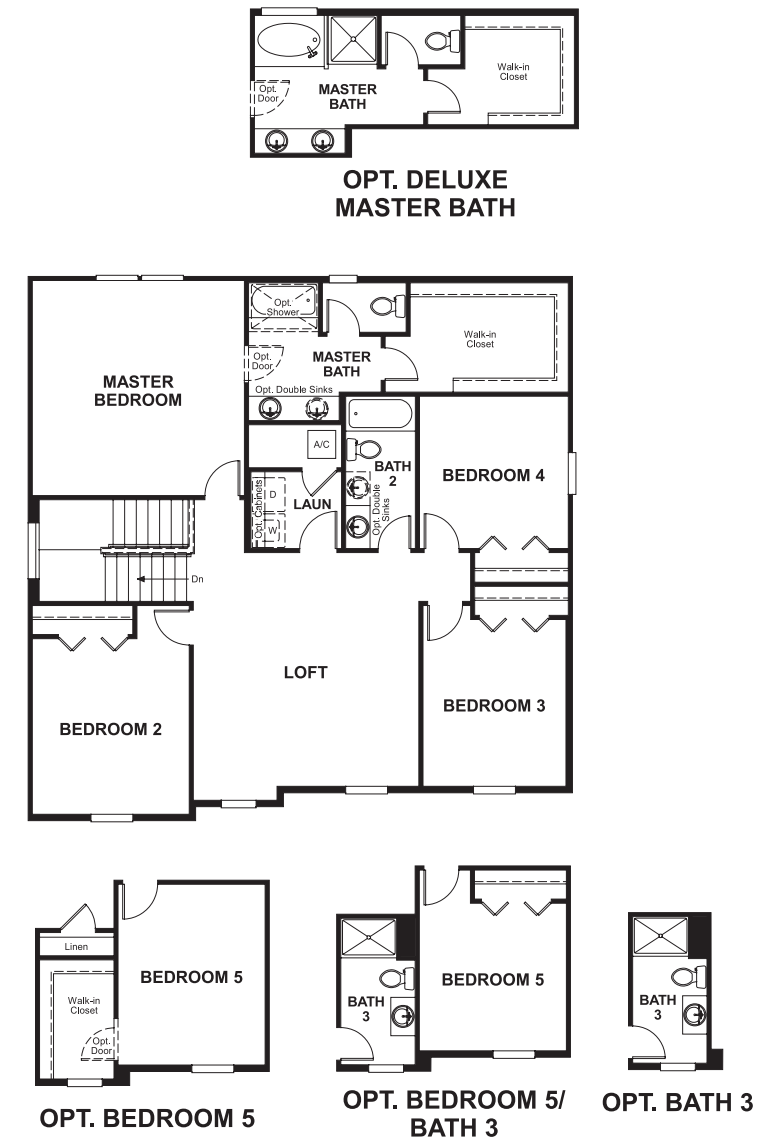 Walk-in
Closet
Opt.
Door
MASTER
BATH
OPT. DELUXE
MASTER BATH
Opt.
Shower
Walk-in
Closet
Opt.
Door
MASTER
BATH
MASTER
BEDROOM
Opt. Double Sinks
A/C
BATH
2
BEDROOM 4
Opt. Cabinets
D
LAUN
W
Opt. Double
Sinks
Dn
LOFT
BEDROOM 3
BEDROOM 2
Linen
Walk-in
Closet
Opt.
Door
BEDROOM 5
OPT. BEDROOM 5
BATH
3
BEDROOM 5
OPT. BEDROOM 5/
BATH 3
BATH
3
OPT. BATH 3